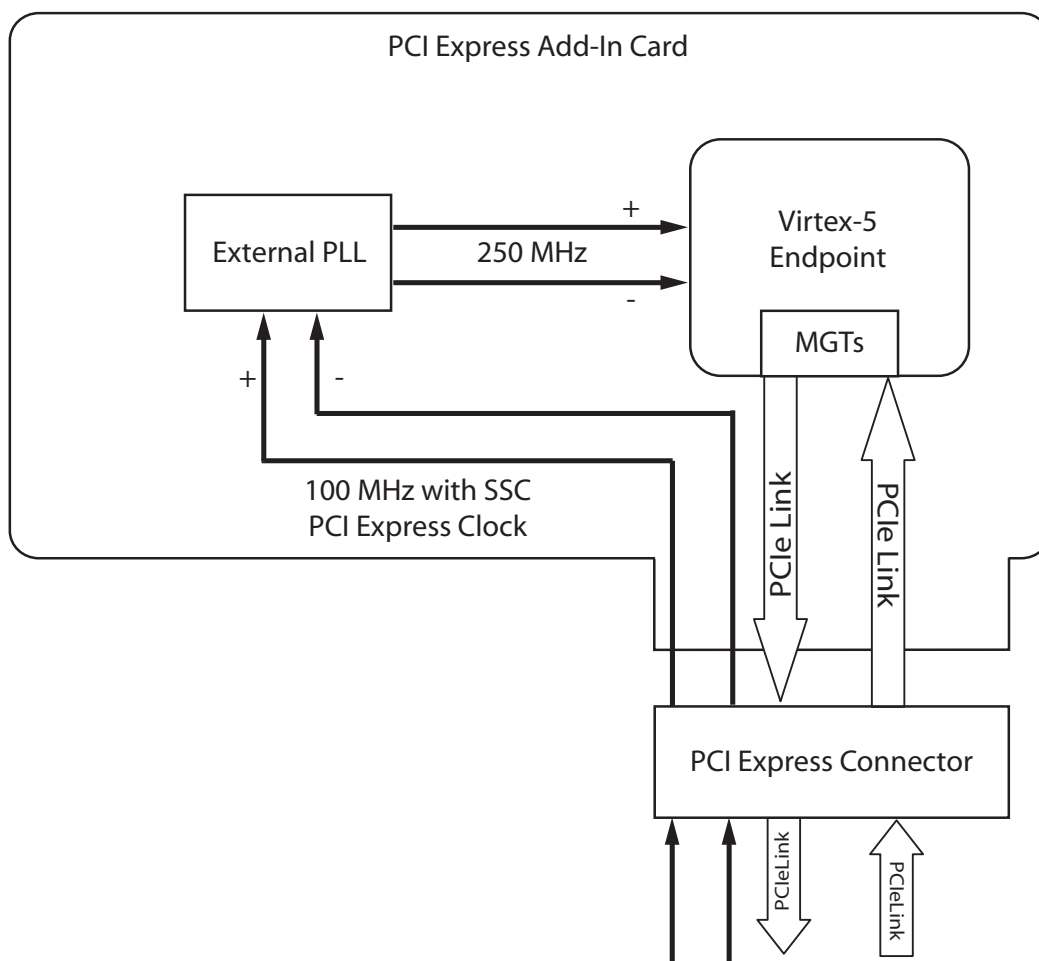 PCI Express Add-In Card
+
External PLL
250 MHz
-
Virtex-5
Endpoint
MGTs
+
-
100 MHz with SSC
PCI Express Clock
PCIe Link
PCIe Link
PCI Express Connector
PCIeLink
PCIeLink